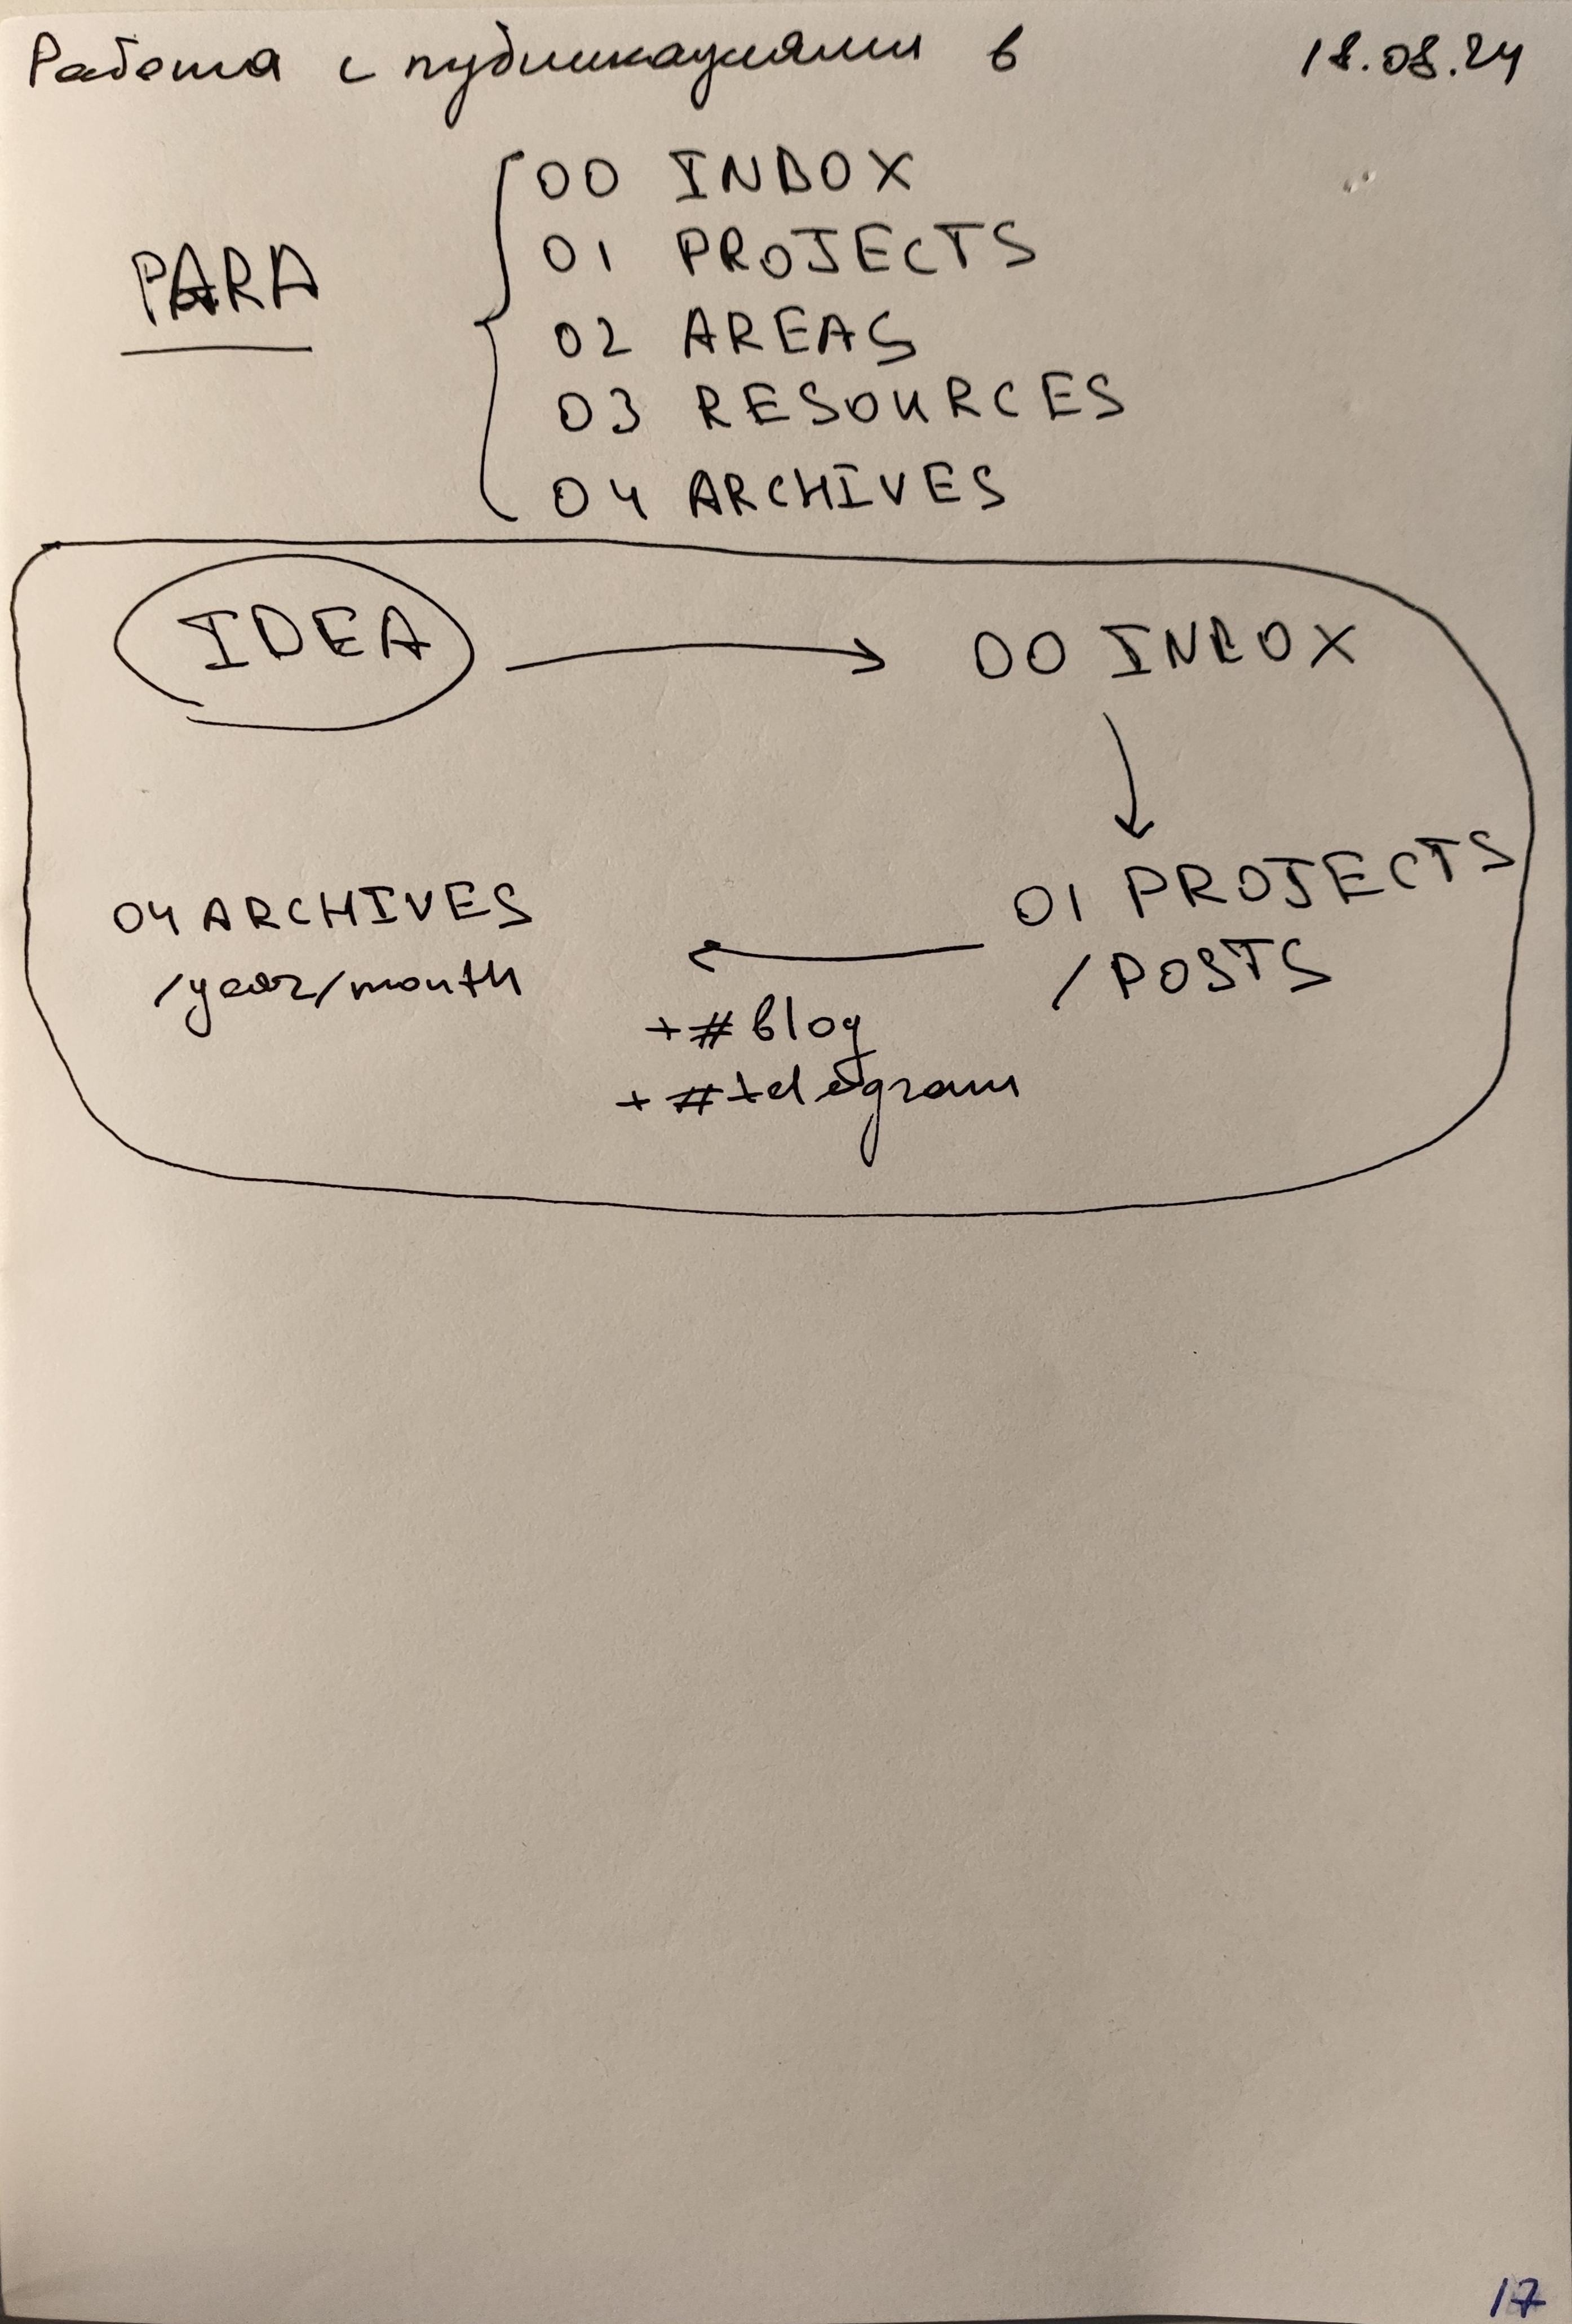 Работа с публикациями в 18.08.24
PARA
00 INBOX
01 PROJECTS
02 AREAS
03 RESOURCES
04 ARCHIVES
IDEA
00 INBOX
01 PROJECTS
/POSTS
+#blog
+#telegram
04 ARCHIVES
/year/month
17